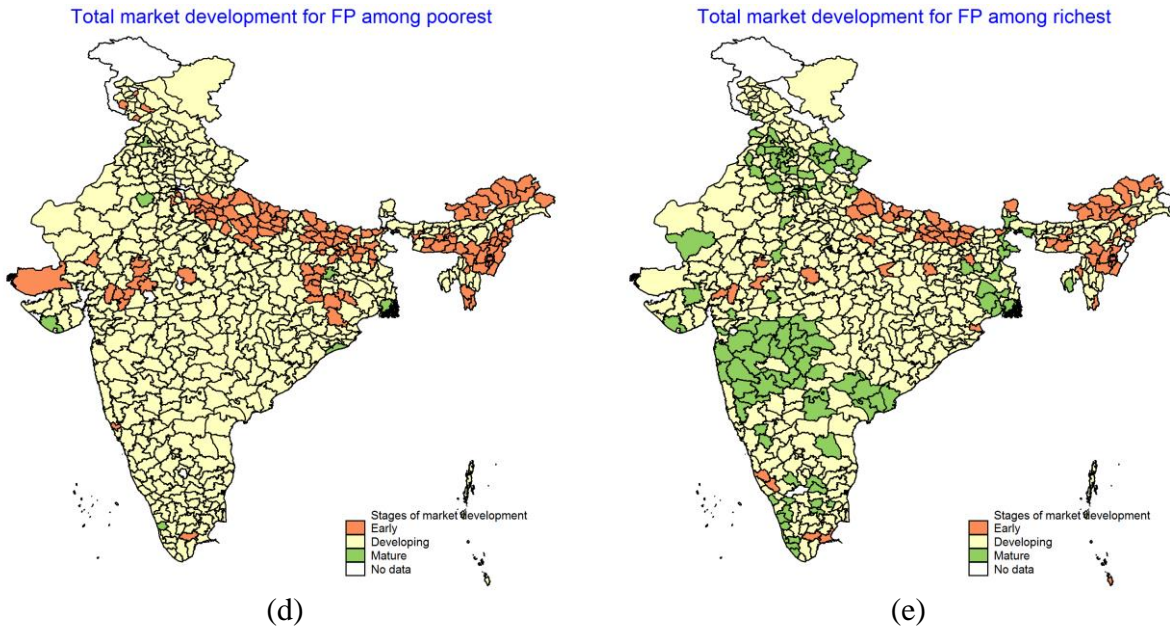 Total market development for FP among poorest
Stages of market development
Early
Developing
Mature
No data
(d)
Total market development for FP among richest
Stages of market development
Early
Developing
Mature
No data
(e)